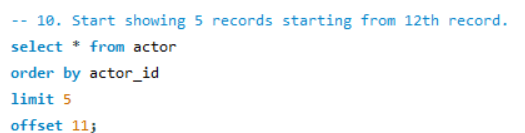 -- 10. Start showing 5 records starting from 12th record.
select * from actor
order by actor_id
limit 5
offset 11;